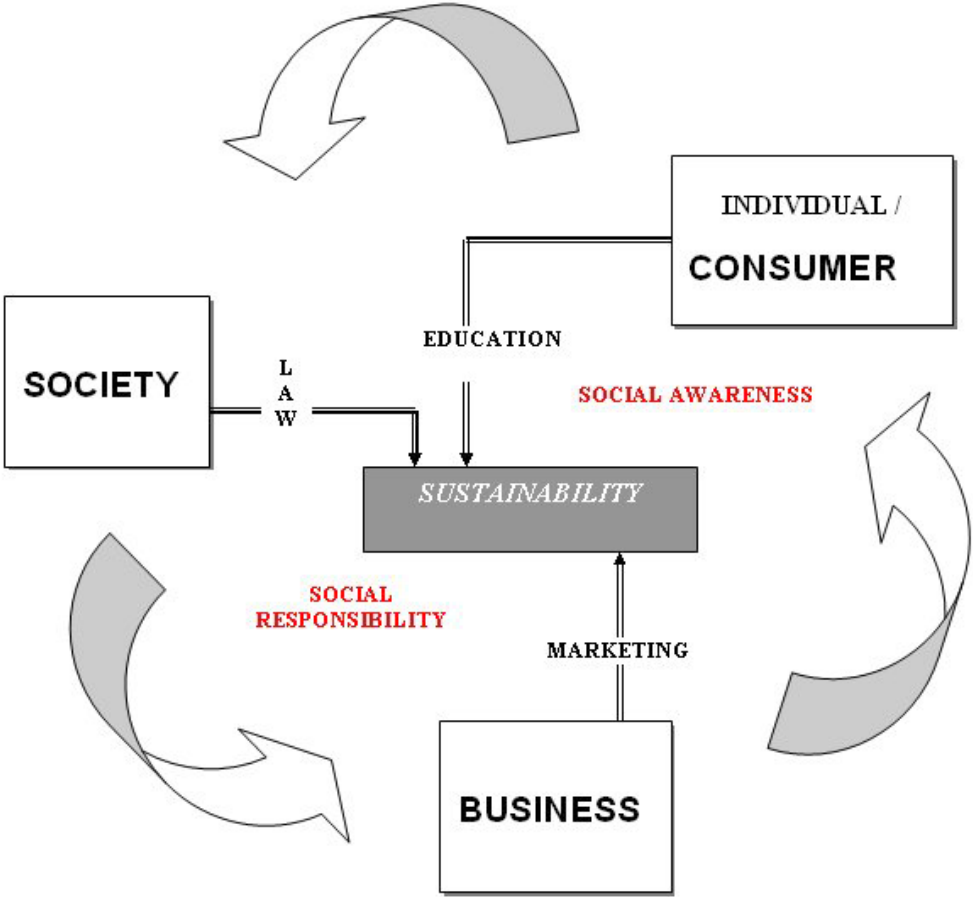 INDIVIDUAL /
CONSUMER
EDUCATION
SOCIETY
L
A
W
SOCIAL AWARENESS
SUSTAINABILITY
SOCIAL
RESPONSIBILITY
MARKETING
BUSINESS